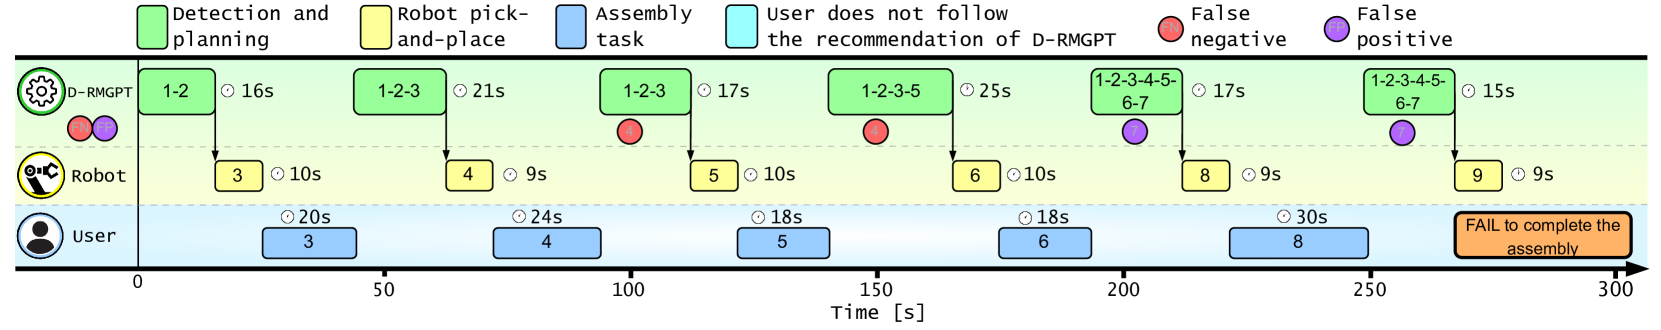 Detection and planning
Robot pick-and-place
Assembly task
User does not follow the recommendation of D-RMGPT
FN
False negative
FP
False positive
D-RMGPT
FN FP
1-2
16s
1-2-3
21s
1-2-3
17s
4
1-2-3-5
25s
4
1-2-3-4-5-
6-7
17s
7
1-2-3-4-5-
6-7
15s
7
Robot
3
10s
4
9s
5
10s
6
10s
8
9s
9
9s
User
20s
3
24s
4
18s
5
18s
6
30s
8
FAIL to complete the
assembly
0
50
100
150
200
250
300
Time [s]